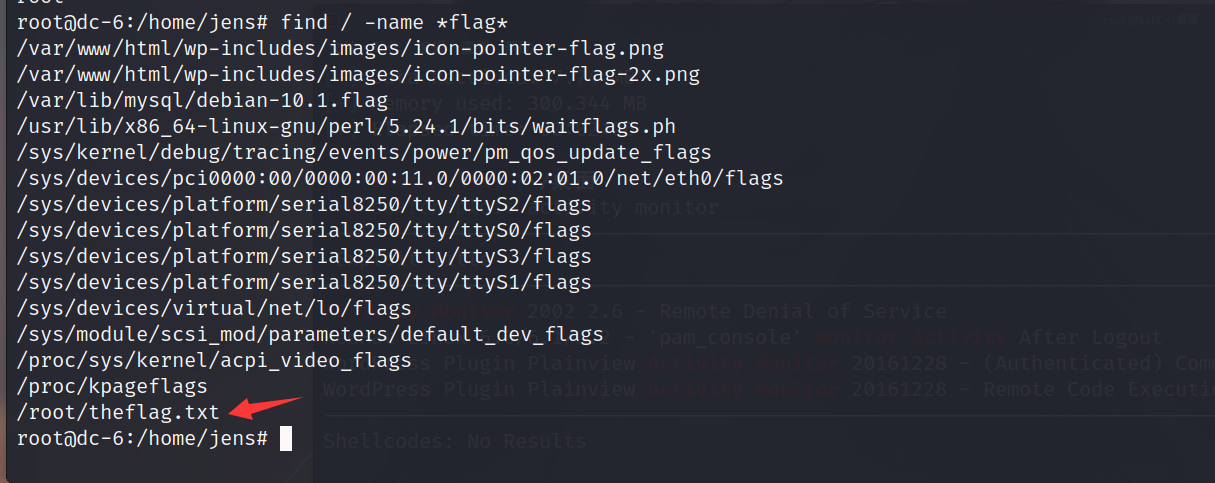 root
root@dc-6:/home/jens# find / -name *flag*
/var/www/html/wp-includes/images/icon-pointer-flag.png
/var/www/html/wp-includes/images/icon-pointer-flag-2x.png
/var/lib/mysql/debian-10.1.flag
/usr/lib/x86_64-linux-gnu/perl/5.24.1/bits/waitflags.ph
/sys/kernel/debug/tracing/events/power/pm_qos_update_flags
/sys/devices/pci0000:00/0000:00:11.0/0000:02:01.0/net/eth0/flags
/sys/devices/platform/serial8250/tty/ttyS2/flags
/sys/devices/platform/serial8250/tty/ttyS0/flags
/sys/devices/platform/serial8250/tty/ttyS3/flags
/sys/devices/platform/serial8250/tty/ttyS1/flags
/sys/devices/virtual/net/lo/flags
/sys/module/scsi_mod/parameters/default_dev_flags
/proc/sys/kernel/acpi_video_flags
/proc/kpageflags
/root/theflag.txt
root@dc-6:/home/jens#
used: 300.344 MB
monitor
2002 2.6 - Remote Denial of Service
- 'pam_console' After Logout
Press Plugin Plainview Activity Monitor 20161228 - (Authenticated)
WordPress Plugin Plainview Activity Monitor 20161228 - Remote Code
Shellcodes: No Results